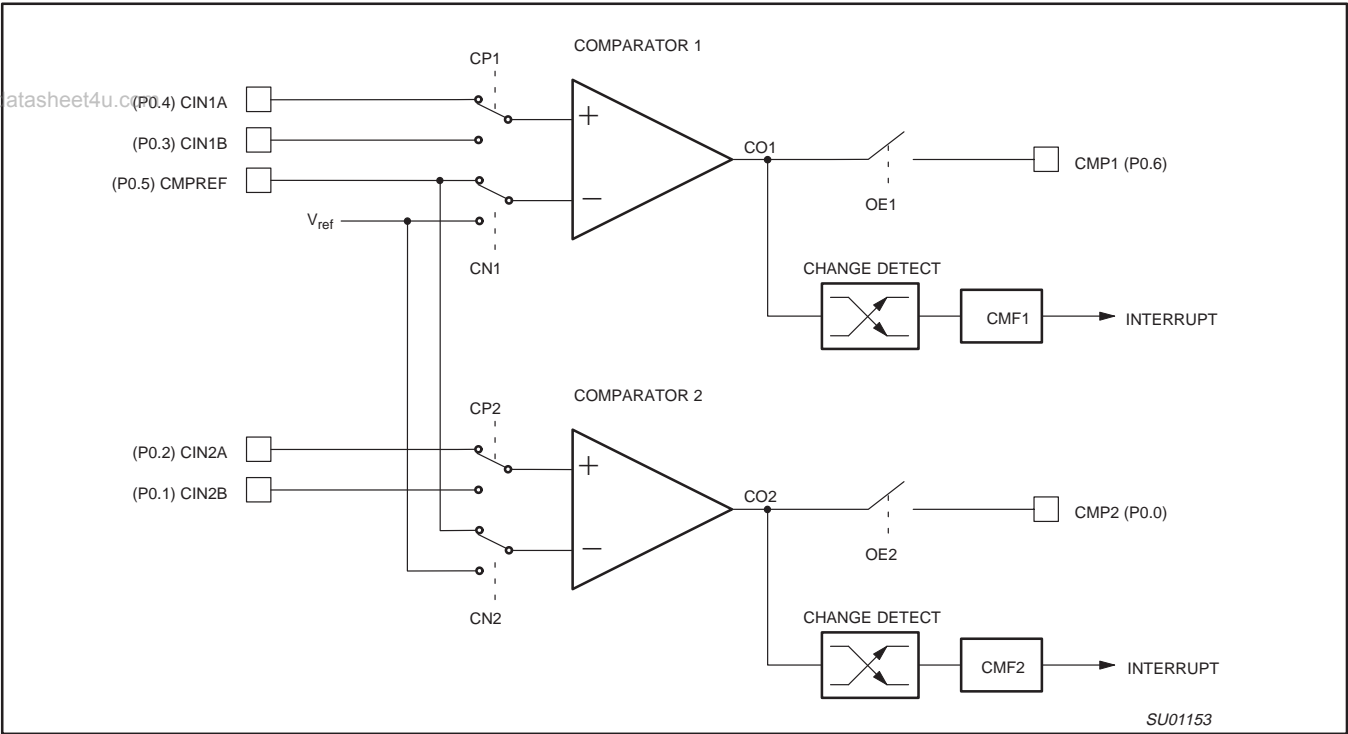 COMPARATOR 1
CP1
datasheet4u.com
(P0.4) CIN1A
+
(P0.3) CIN1B
CO1
CMP1 (P0.6)
(P0.5) CMPREF
−
OE1
Vref
CN1
CHANGE DETECT
CMF1
INTERRUPT
COMPARATOR 2
CP2
(P0.2) CIN2A
+
(P0.1) CIN2B
CO2
CMP2 (P0.0)
−
OE2
CN2
CHANGE DETECT
CMF2
INTERRUPT
SU01153